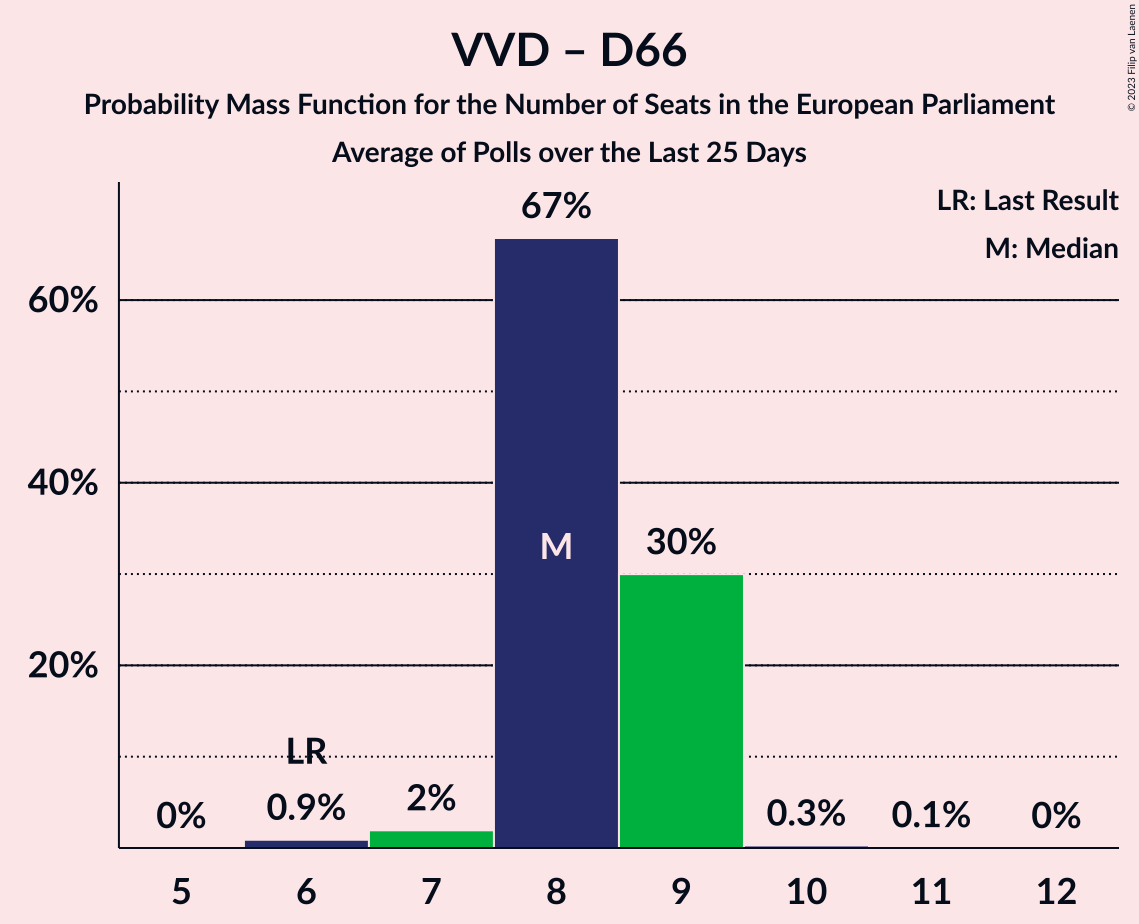 VVD – D66
Probability Mass Function for the Number of Seats in the European Parliament
Average of Polls over the Last 25 Days
© 2023 Filip van Laenen
LR: Last Result
M: Median
60%
40%
20%
67%
M
30%
LR
0% 0.9% 2% 0.3% 0.1% 0%
5 6 7 8 9 10 11 12